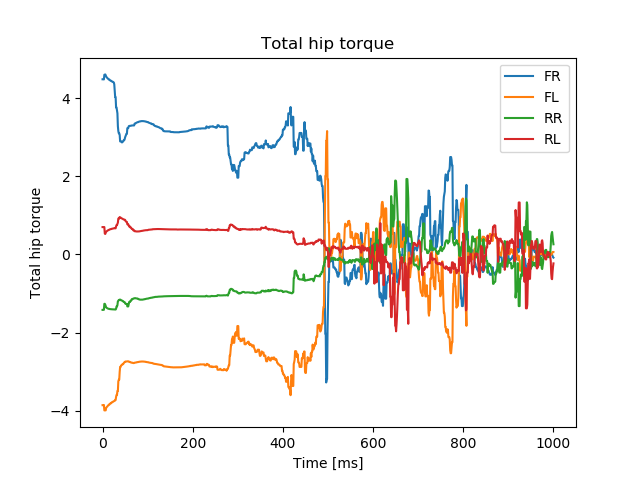 Total hip torque
FR
FL
RR
RL
4
2
0
−2
−4
Total hip torque
0
200
400
600
800
1000
Time [ms]